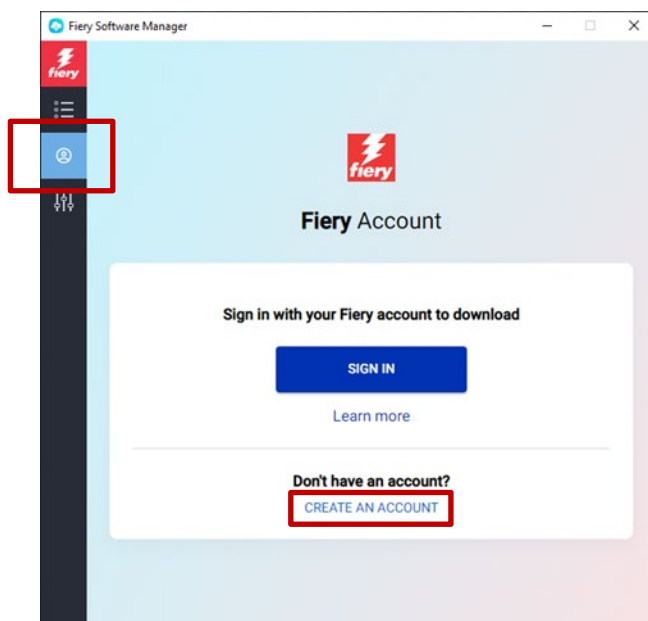 Fiery Software Manager
fiery
fiery
Fiery Account
Sign in with your Fiery account to download
SIGN IN
Learn more
Don't have an account?
CREATE AN ACCOUNT